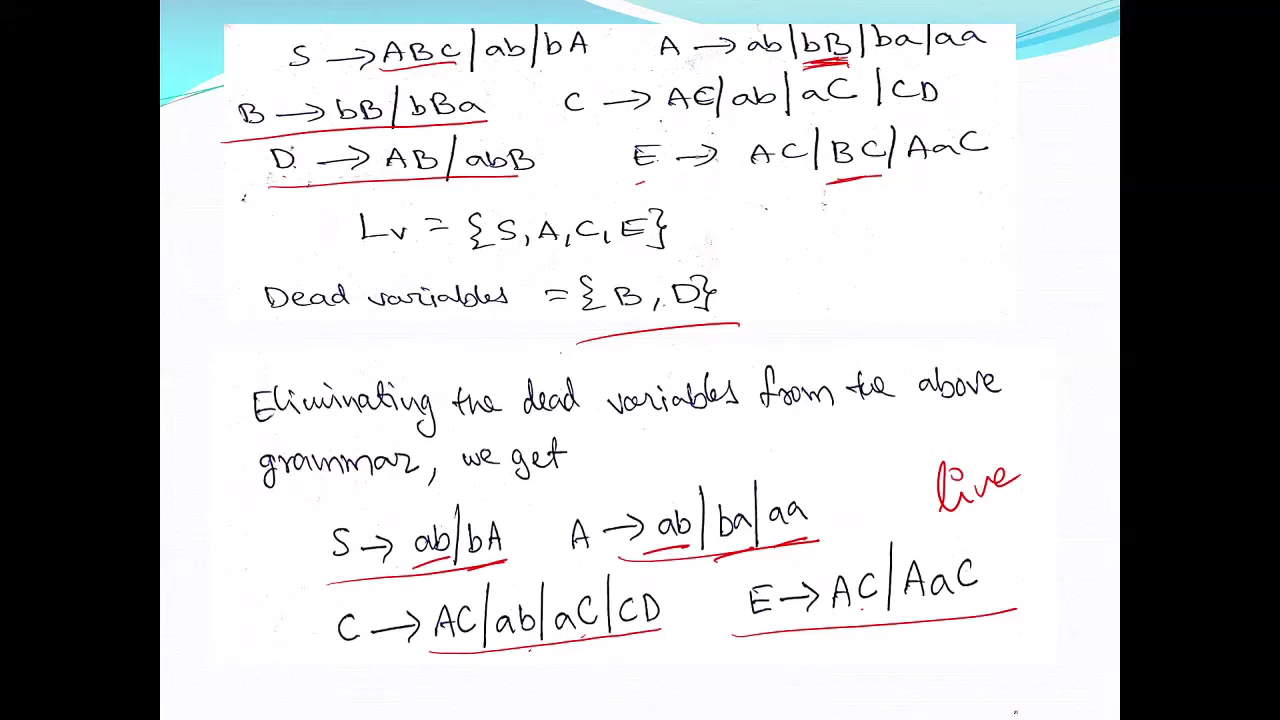 S → ABC | ab | bA A → ab | bB | ba | aa
B → bB / bBa C → AE | ab | aC | CD
D → AB / abB E → AC | BC | AaC
Lv = {S, A, C, E}
Dead variables = {B, D}
Eliminating the dead variables from the above
grammar, we get
live
S → ab | bA A → ab | ba | aa
C → AC | ab | aC | CD E → AC | AaC